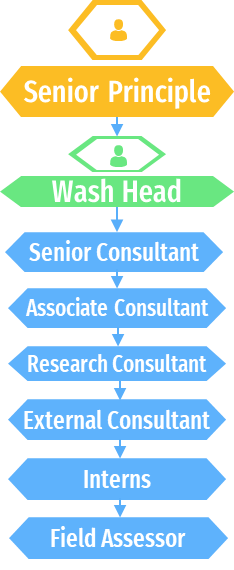 Senior Principle
Wash Head
Senior Consultant
Associate Consultant
Research Consultant
External Consultant
Interns
Field Assessor